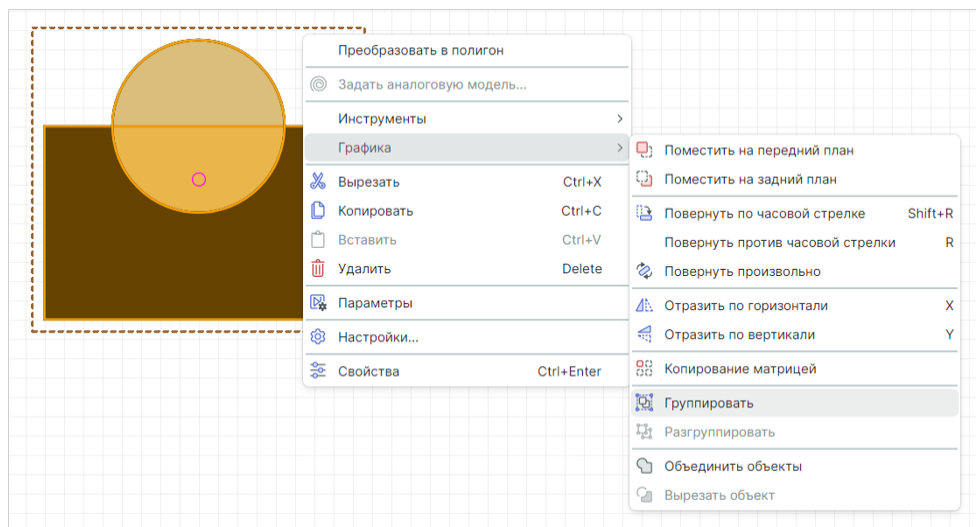 Преобразовать в полигон
Задать аналоговую модель...
Инструменты
Графика
Вырезать Ctrl+X
Копировать Ctrl+C
Вставить Ctrl+V
Удалить Delete
Параметры
Настройки...
Свойства Ctrl+Enter
Поместить на передний план
Поместить на задний план
Повернуть по часовой стрелке Shift+R
Повернуть против часовой стрелки R
Повернуть произвольно
Отразить по горизонтали X
Отразить по вертикали Y
Копирование матрицей
Группировать
Разгруппировать
Объединить объекты
Вырезать объект